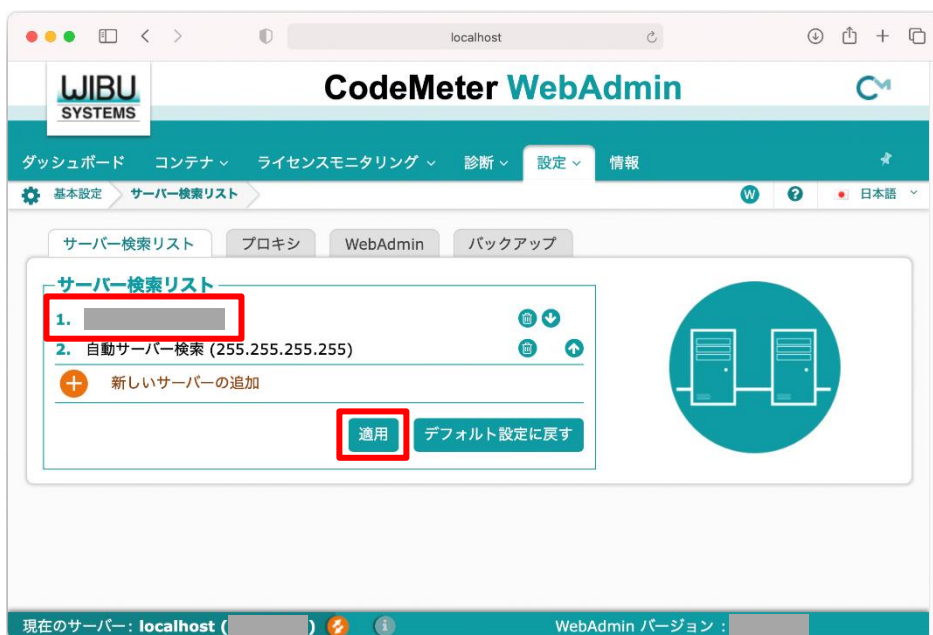 localhost
WIBU
SYSTEMS
CodeMeter WebAdmin
CM
ダッシュボード コンテナ ライセンスモニタリング 診断 設定 情報
基本設定 サーバー検索リスト W ? 日本語
サーバー検索リスト プロキシ WebAdmin バックアップ
サーバー検索リスト
1.
2. 自動サーバー検索 (255.255.255.255)
+ 新しいサーバーの追加
適用 デフォルト設定に戻す
現在のサーバー: localhost ( ) i WebAdmin バージョン :